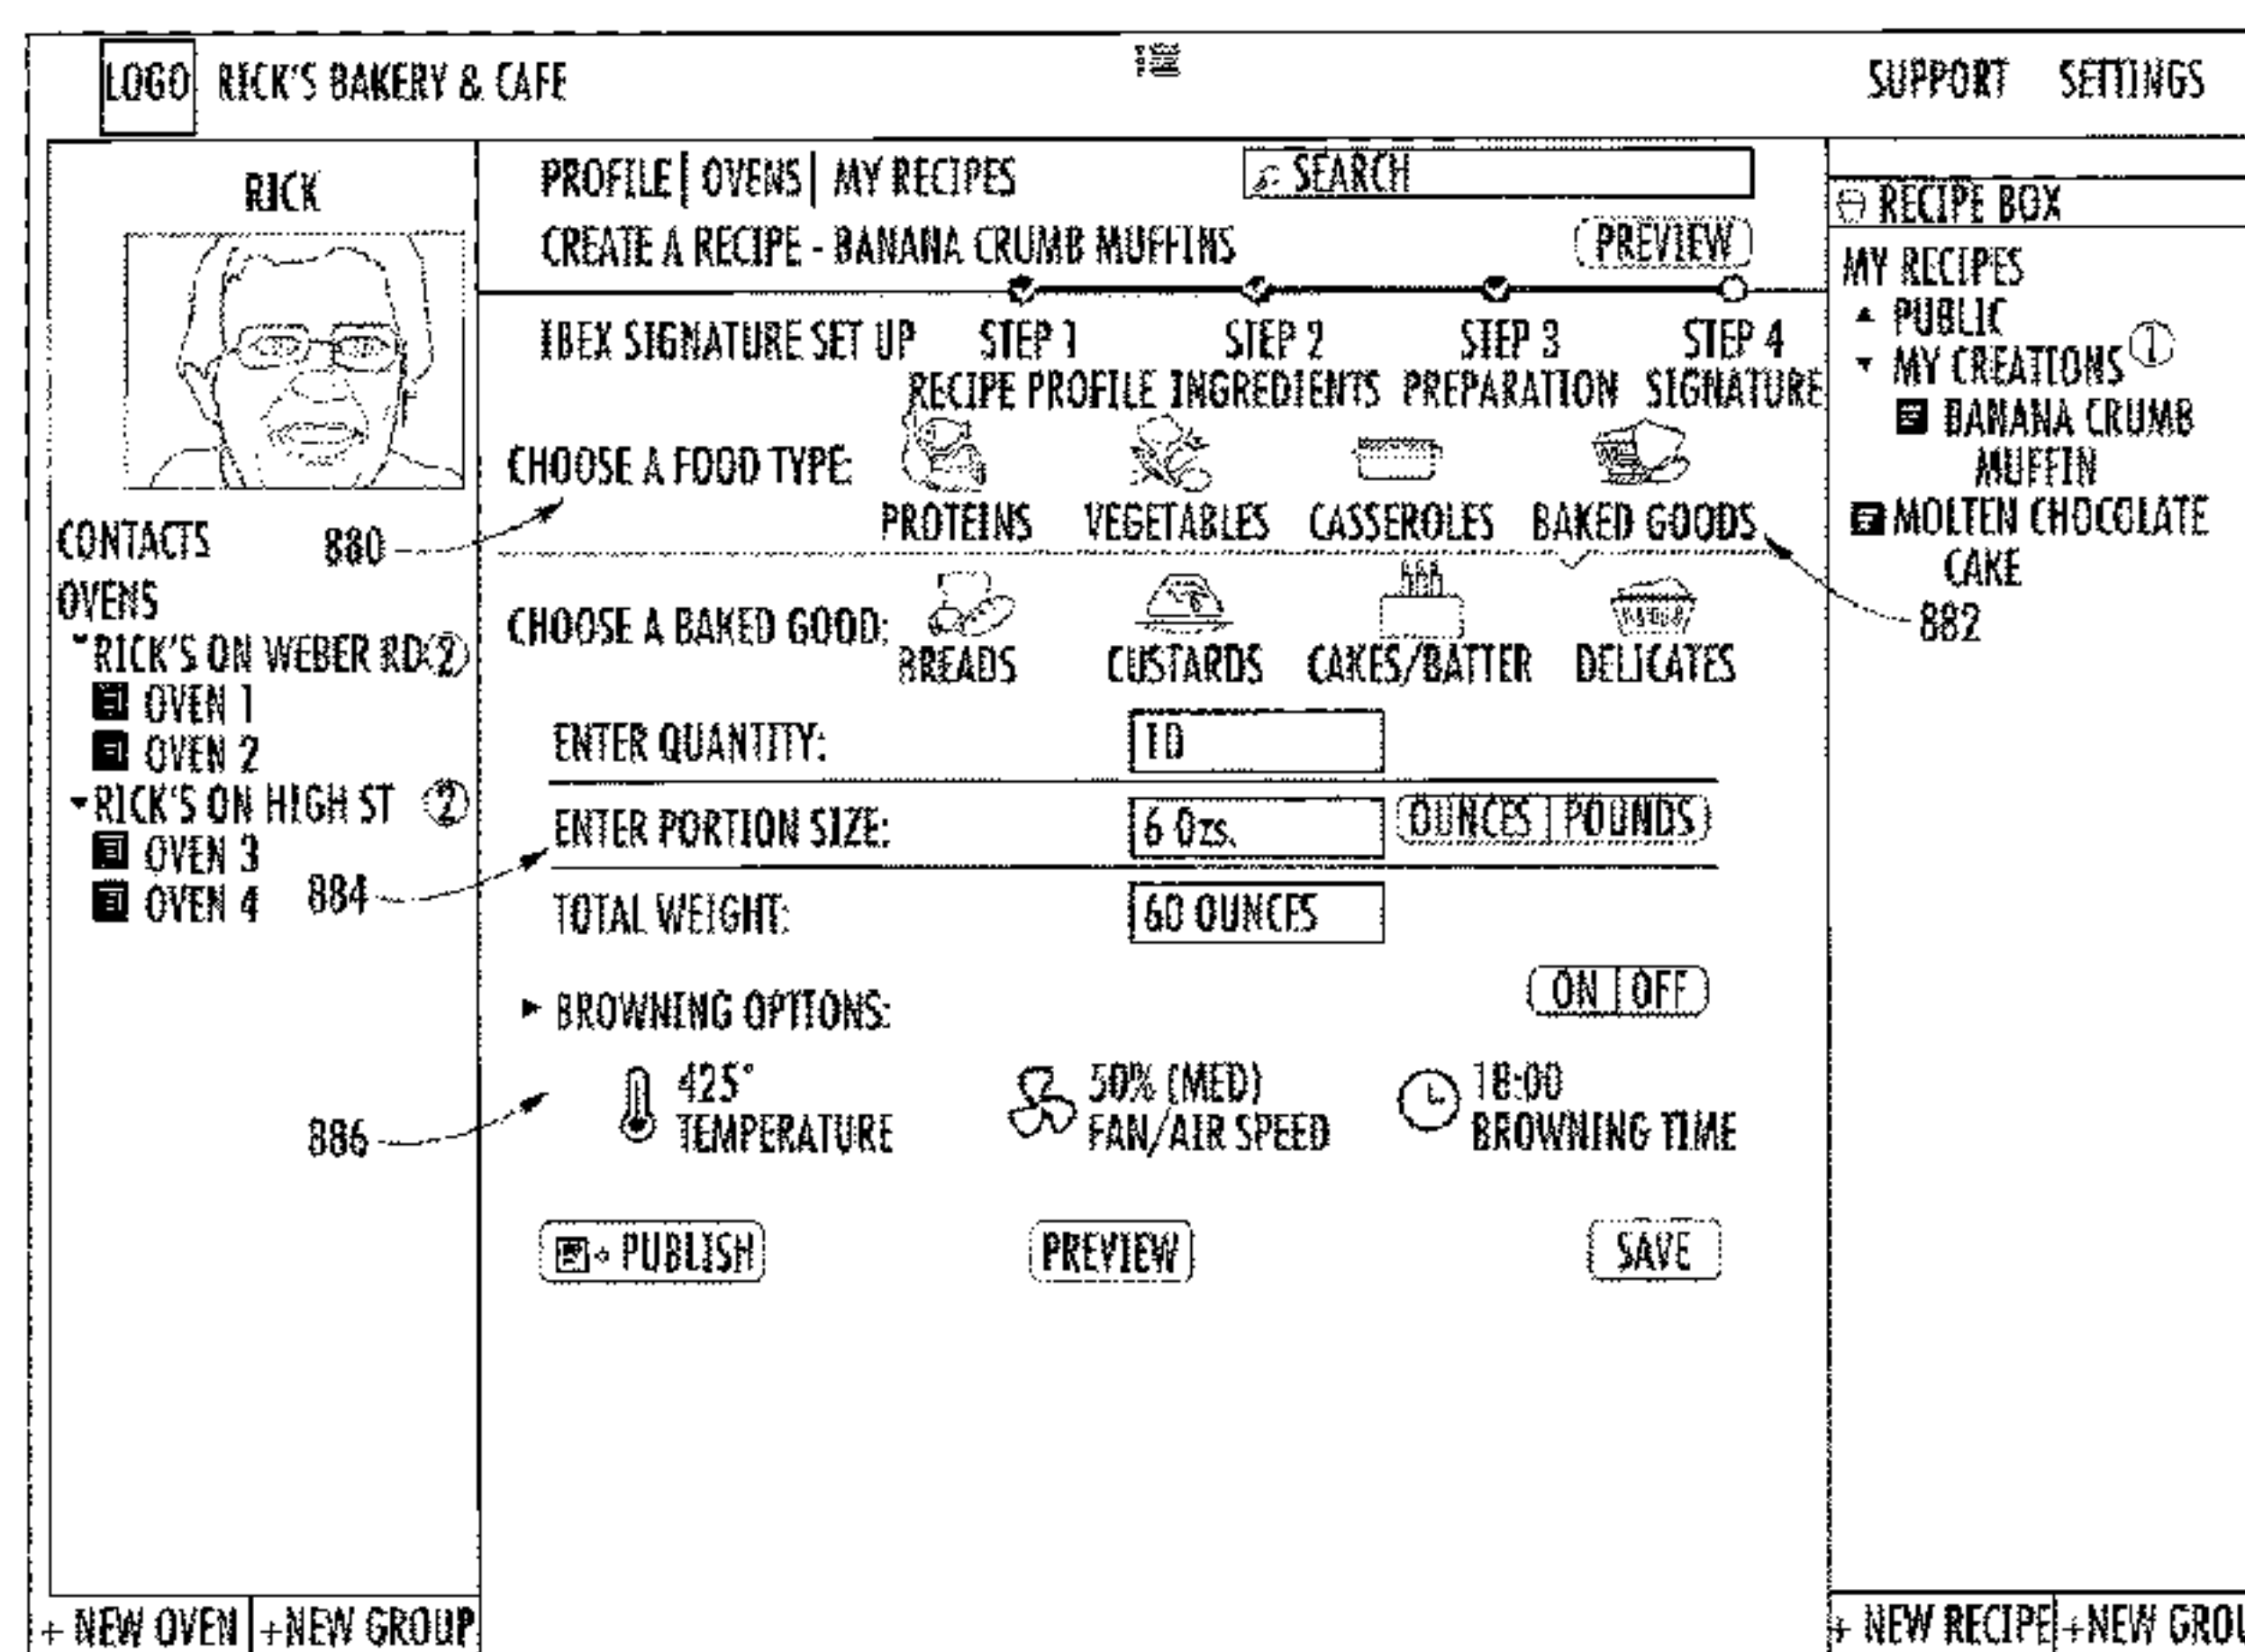 LOGO RICK'S BAKERY & CAFE
SUPPORT SETTINGS
RICK
CONTACTS
OVENS
RICK'S ON WEBER RD 2
OVEN 1
OVEN 2
RICK'S ON HIGH ST 2
OVEN 3
OVEN 4
+ NEW OVEN +NEW GROUP
880
884
886
PROFILE | OVENS | MY RECIPES
SEARCH
CREATE A RECIPE - BANANA CRUMB MUFFINS
PREVIEW
IBEX SIGNATURE SET UP STEP 1 STEP 2 STEP 3 STEP 4
RECIPE PROFILE INGREDIENTS PREPARATION SIGNATURE
CHOOSE A FOOD TYPE:
PROTEINS VEGETABLES CASSEROLES BAKED GOODS
CHOOSE A BAKED GOOD:
BREADS CUSTARDS CAKES/BATTER DELICATES
ENTER QUANTITY: 10
ENTER PORTION SIZE: 6 Ozs. OUNCES | POUNDS
TOTAL WEIGHT: 60 OUNCES
BROWNING OPTIONS: ON | OFF
425° 50% (MED) 18:00
TEMPERATURE FAN/AIR SPEED BROWNING TIME
PUBLISH PREVIEW SAVE
RECIPE BOX
MY RECIPES
PUBLIC
MY CREATIONS 1
BANANA CRUMB
MUFFIN
MOLTEN CHOCOLATE
CAKE
882
+ NEW RECIPE +NEW GROU